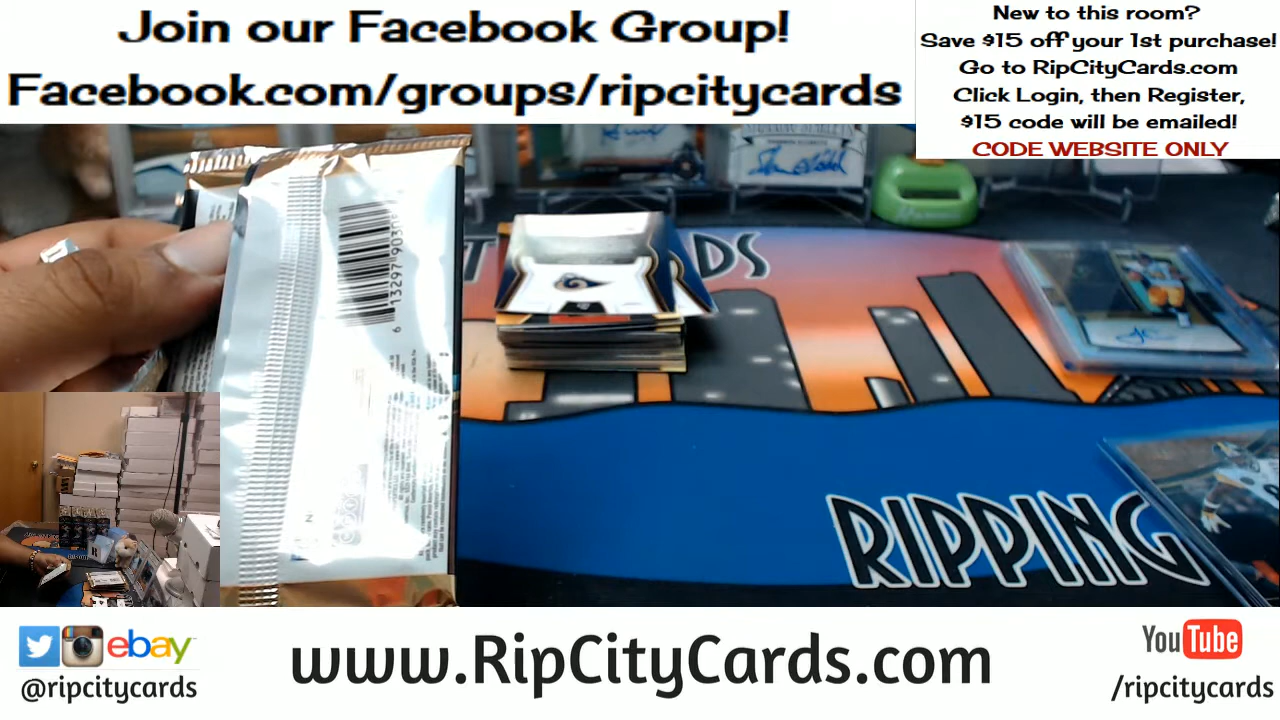 Join our Facebook Group!
Facebook.com/groups/ripcitycards
New to this room?
Save $15 off your 1st purchase!
Go to RipCityCards.com
Click Login, then Register,
$15 code will be emailed!
CODE WEBSITE ONLY
RIPPING
ebay
@ripcitycards
www.RipCityCards.com
YouTube
/ripcitycards